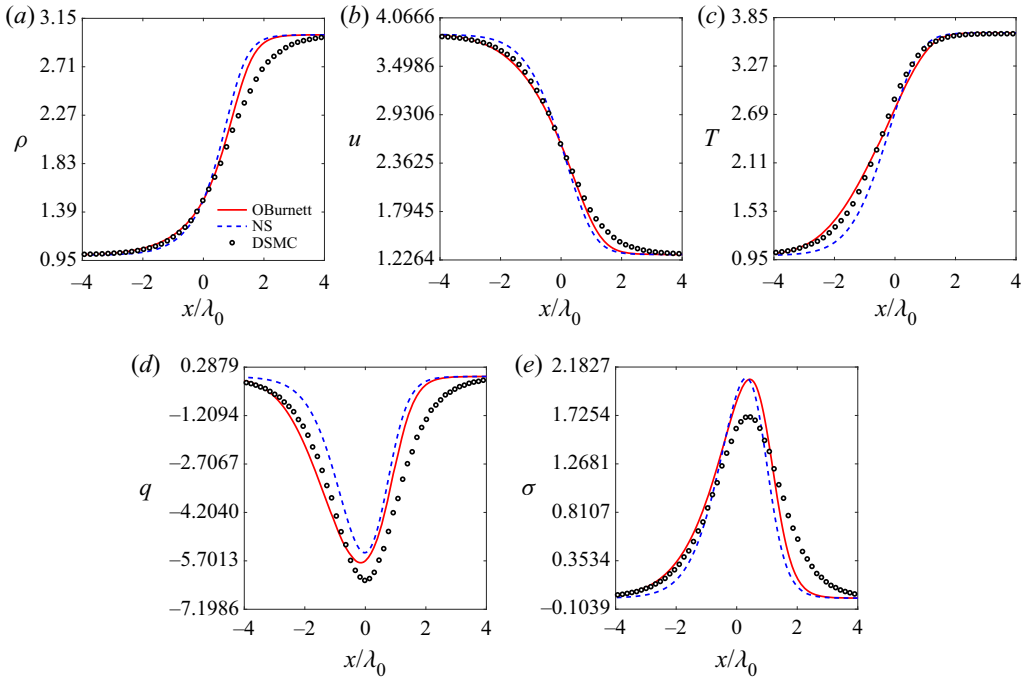 (a)
3.15
2.71
2.27
1.83
1.39
0.95
ρ
OBurnett
NS
DSMC
−4 −2 0 2 4
x/λ0
(b)
4.0666
3.4986
2.9306
2.3625
1.7945
1.2264
u
−4 −2 0 2 4
x/λ0
(c)
3.85
3.27
2.69
2.11
1.53
0.95
T
−4 −2 0 2 4
x/λ0
(d)
0.2879
−1.2094
−2.7067
−4.2040
−5.7013
−7.1986
q
−4 −2 0 2 4
x/λ0
(e)
2.1827
1.7254
1.2681
0.8107
0.3534
−0.1039
σ
−4 −2 0 2 4
x/λ0